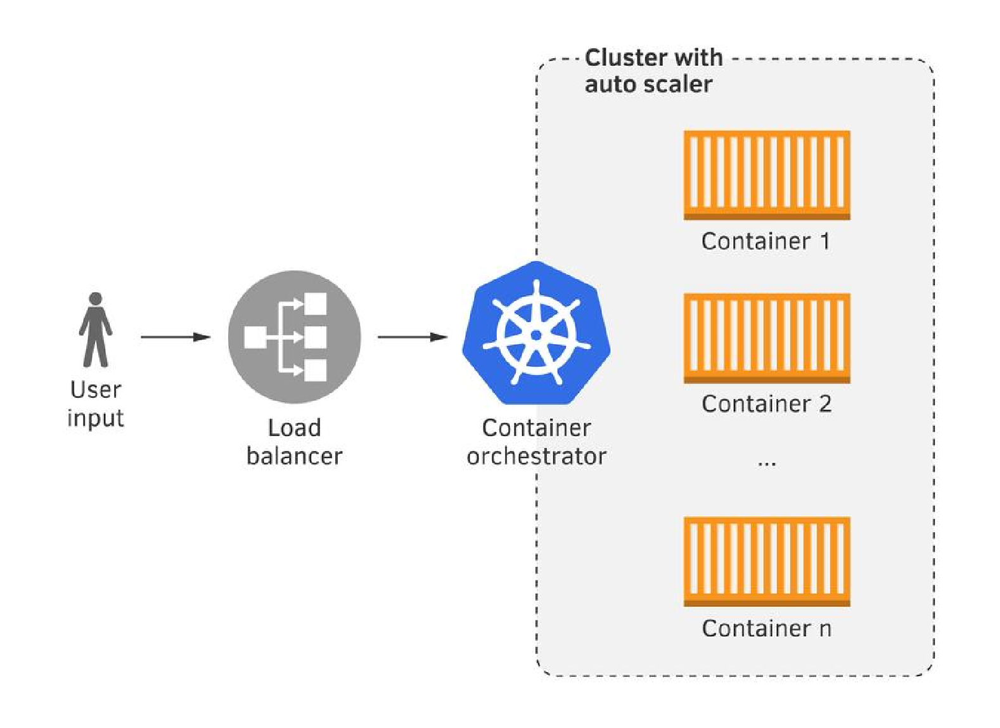 Cluster with
auto scaler
Container 1
User
input
Load
balancer
Container
orchestrator
Container 2
...
Container n